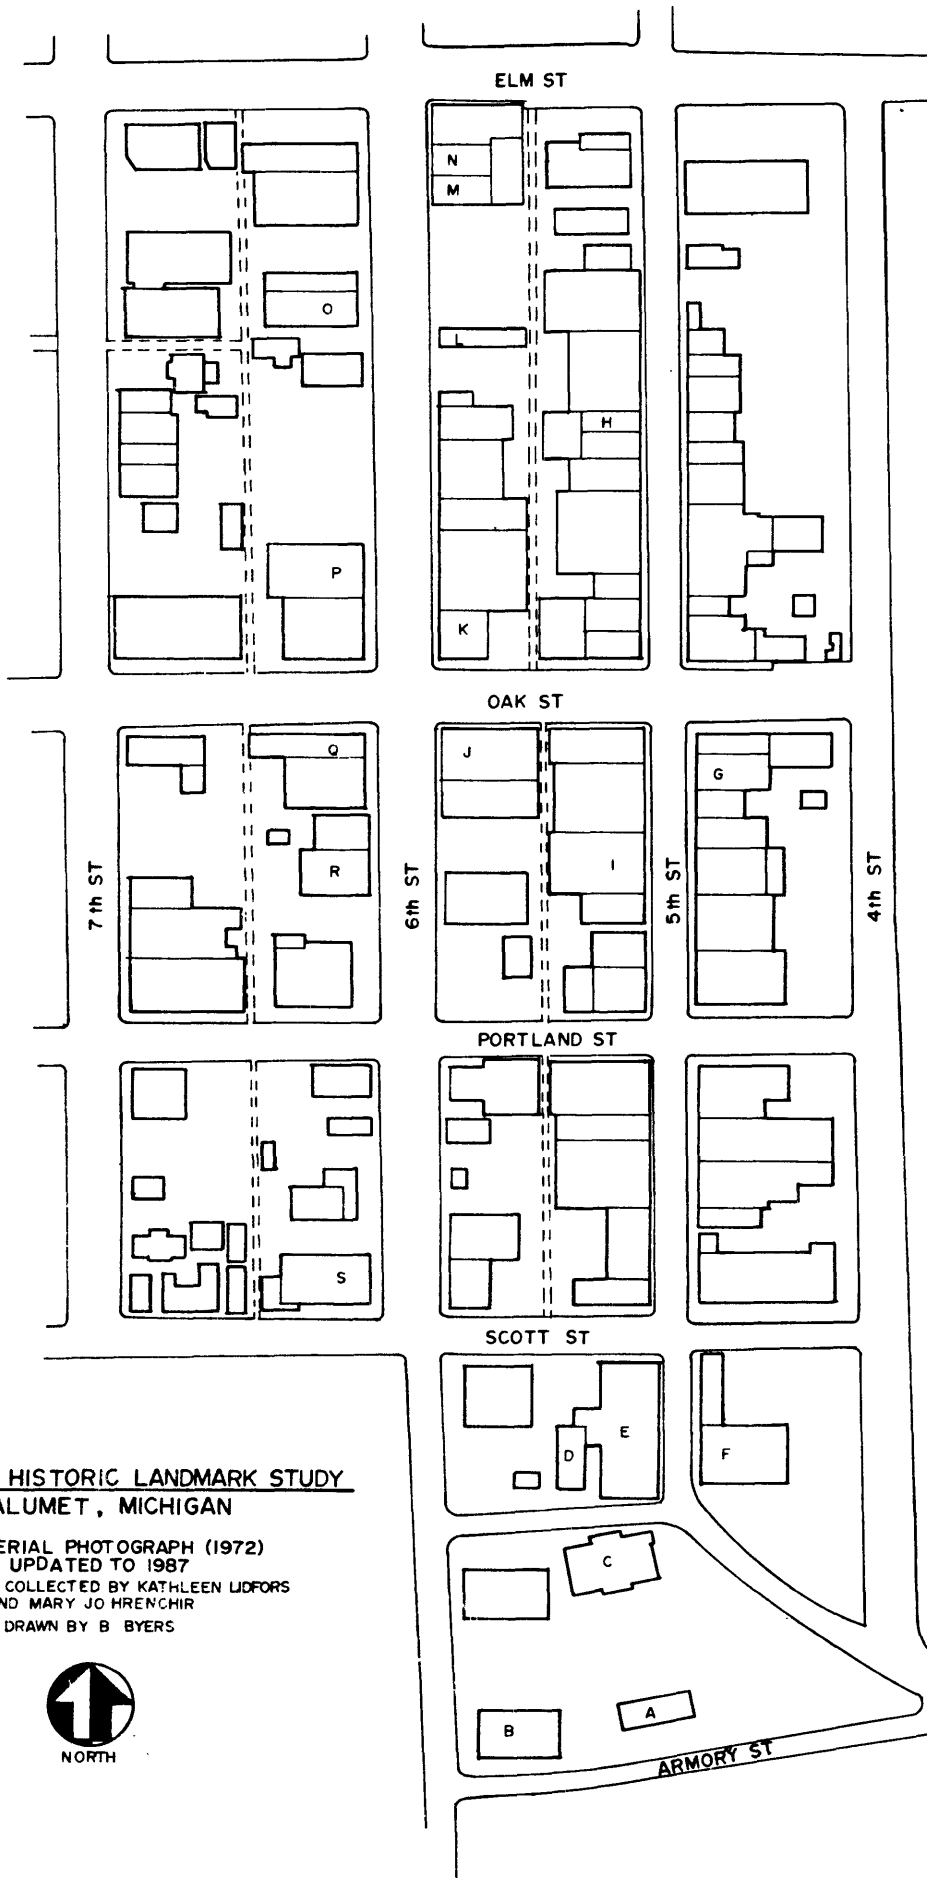 ELM ST
N
M
O
L
H
P
K
OAK ST
J
Q
G
R
I
7th ST
6th ST
5th ST
4th ST
PORTLAND ST
S
SCOTT ST
E
D
F
HISTORIC LANDMARK STUDY
ALUMET, MICHIGAN
ERIAL PHOTOGRAPH (1972)
UPDATED TO 1987
COLLECTED BY KATHLEEN LIDFORS
ND MARY JO HRENCHIR
DRAWN BY B BYERS
C
A
B
ARMORY ST
NORTH